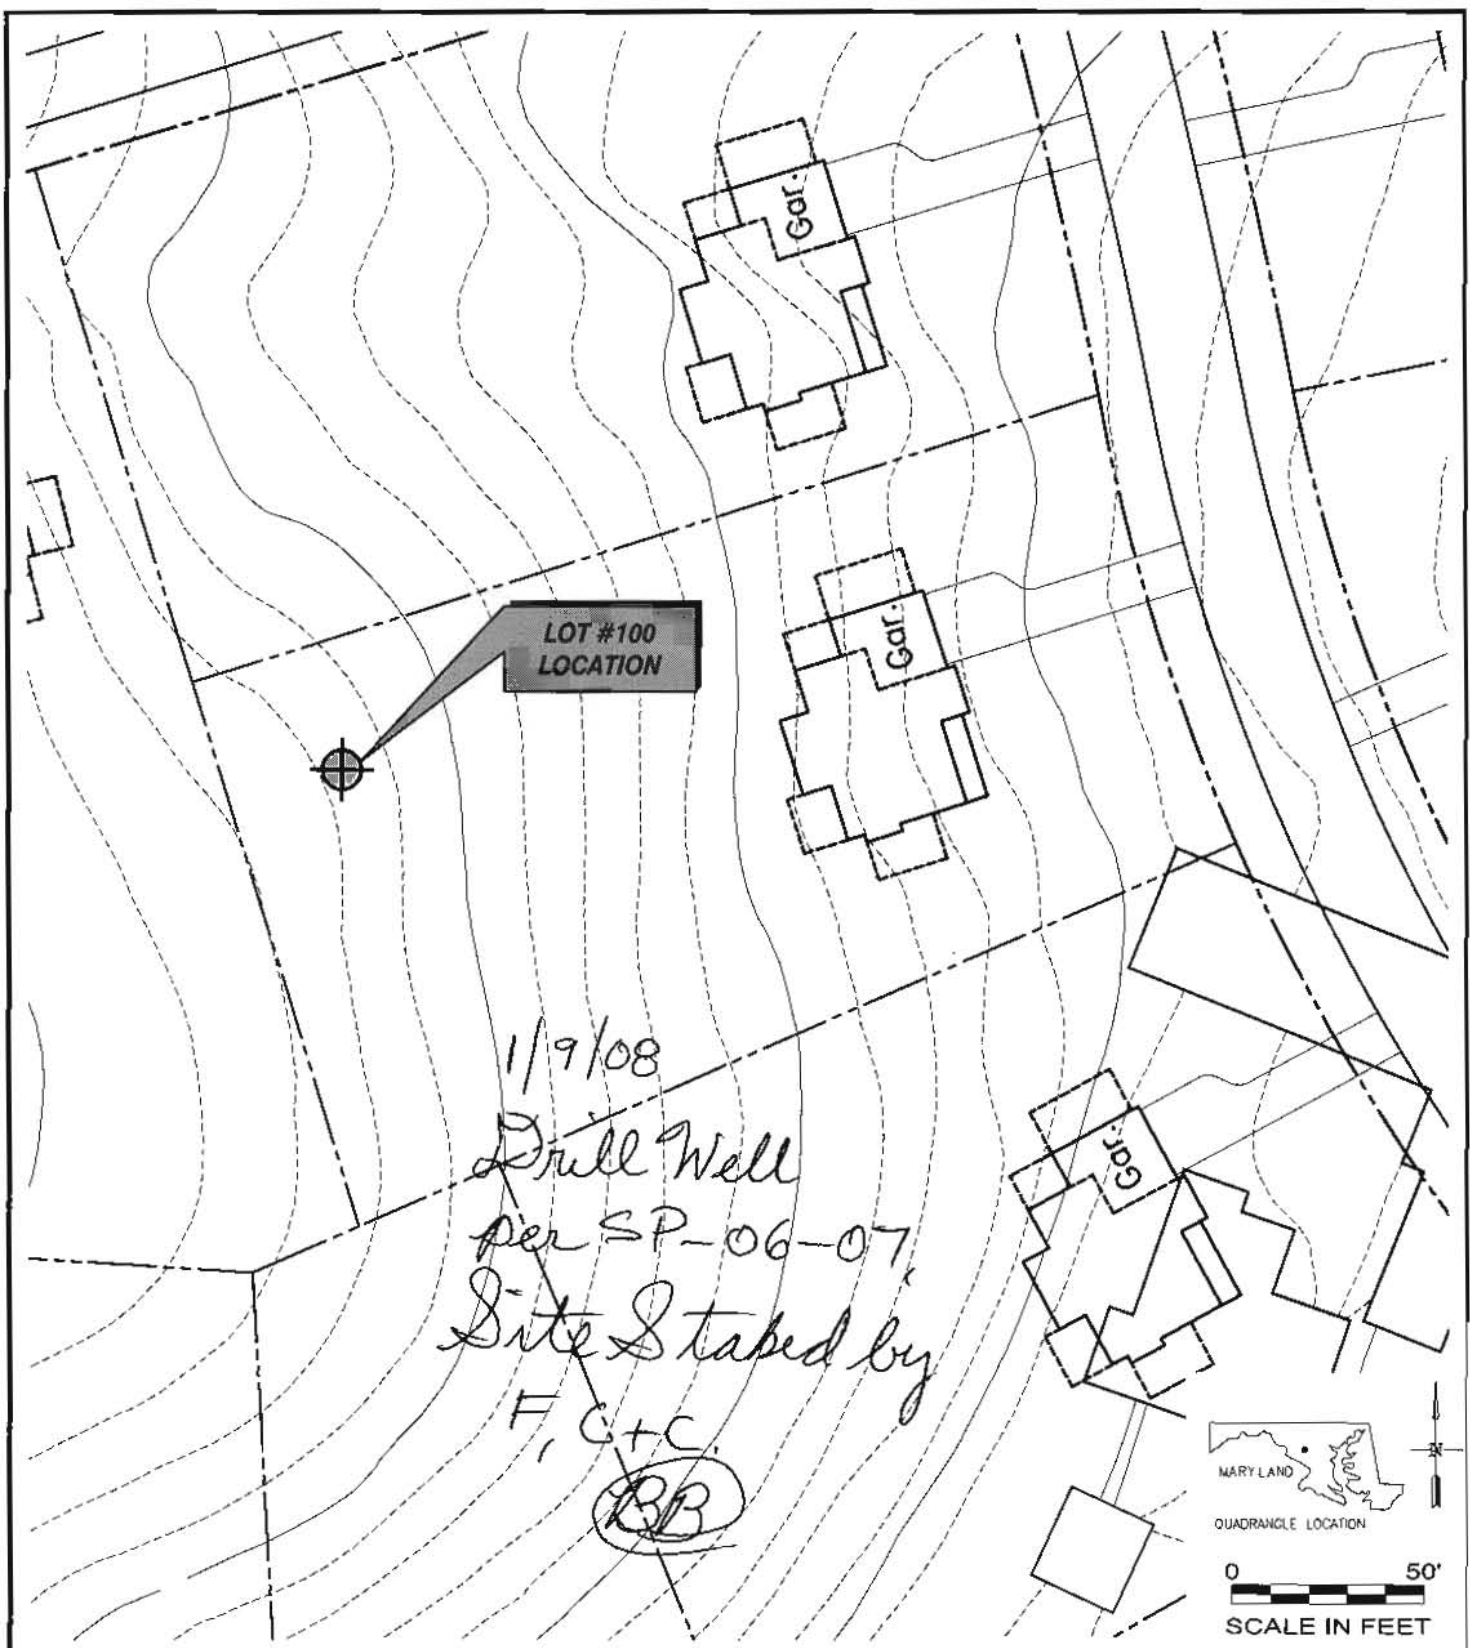 Gar.
LOT #100
LOCATION
Gar.
1/9/08
Drill Well
per SP-06-07,
Site Staked by
F, C+C.
Gar.
BB
MARYLAND
N
QUADRANGLE LOCATION
0 50'
SCALE IN FEET